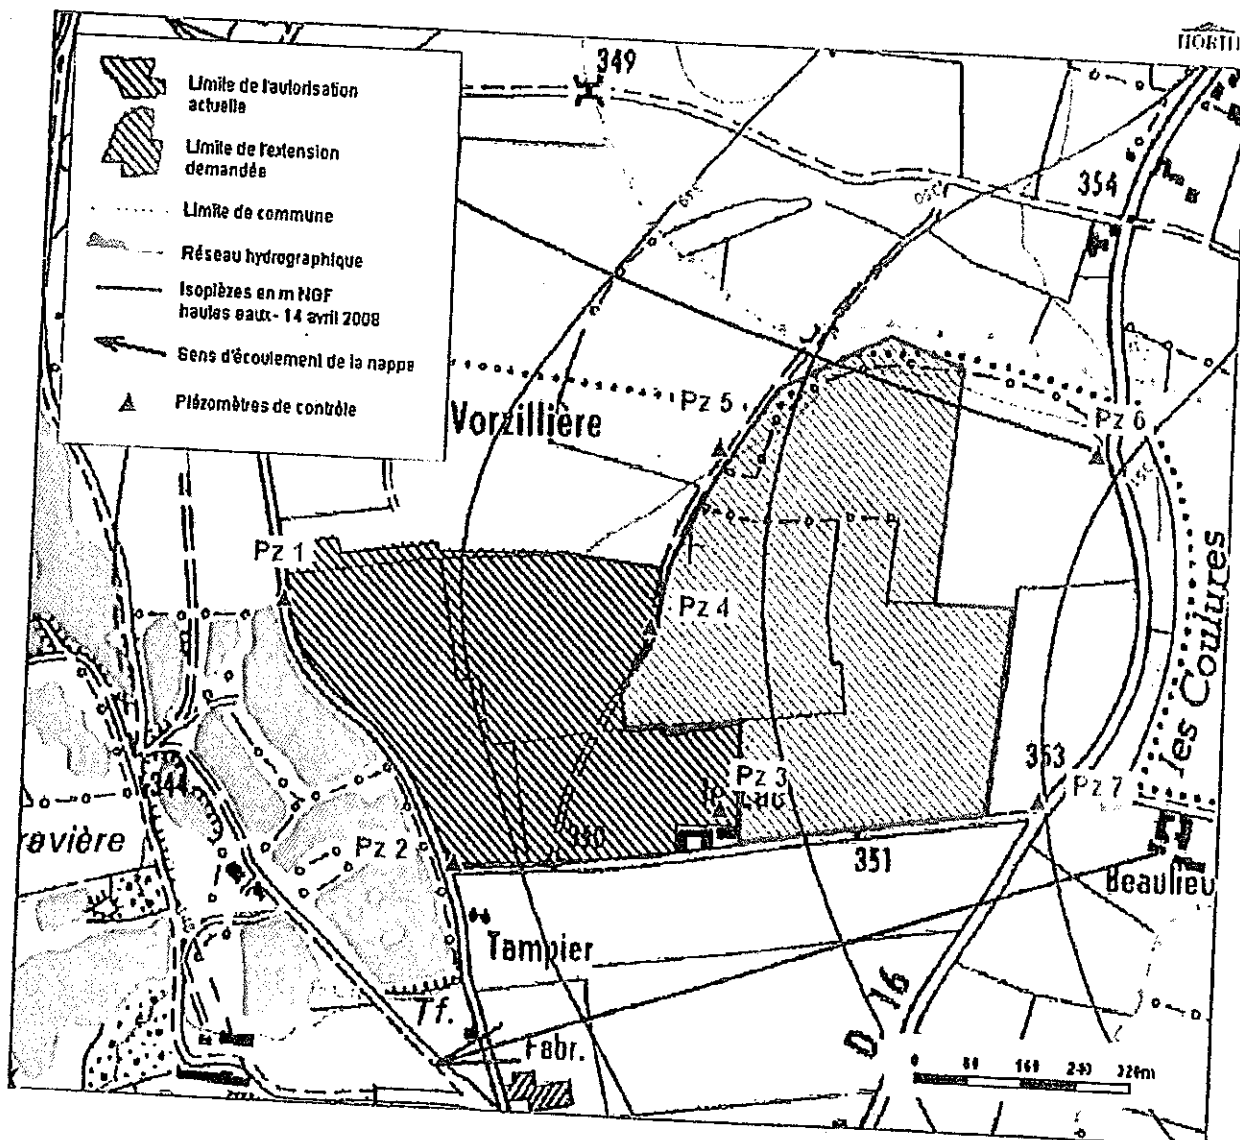 Limite de l'autorisation
actuelle
Limite de l'extension
demandée
Limite de commune
Réseau hydrographique
Isopièzes en m NGF
hautes eaux - 14 avril 2008
Sens d'écoulement de la nappe
Piézomètres de contrôle
349
354
Pz 5
Pz 6
Vorzillière
Pz 1
Pz 4
les Coulures
344
Pz 3
353
Pz 7
ravière
Pz 2
351
Beaulieu
Tampier
Tf.
D 16
Fabr.
0 80 160 240 320m